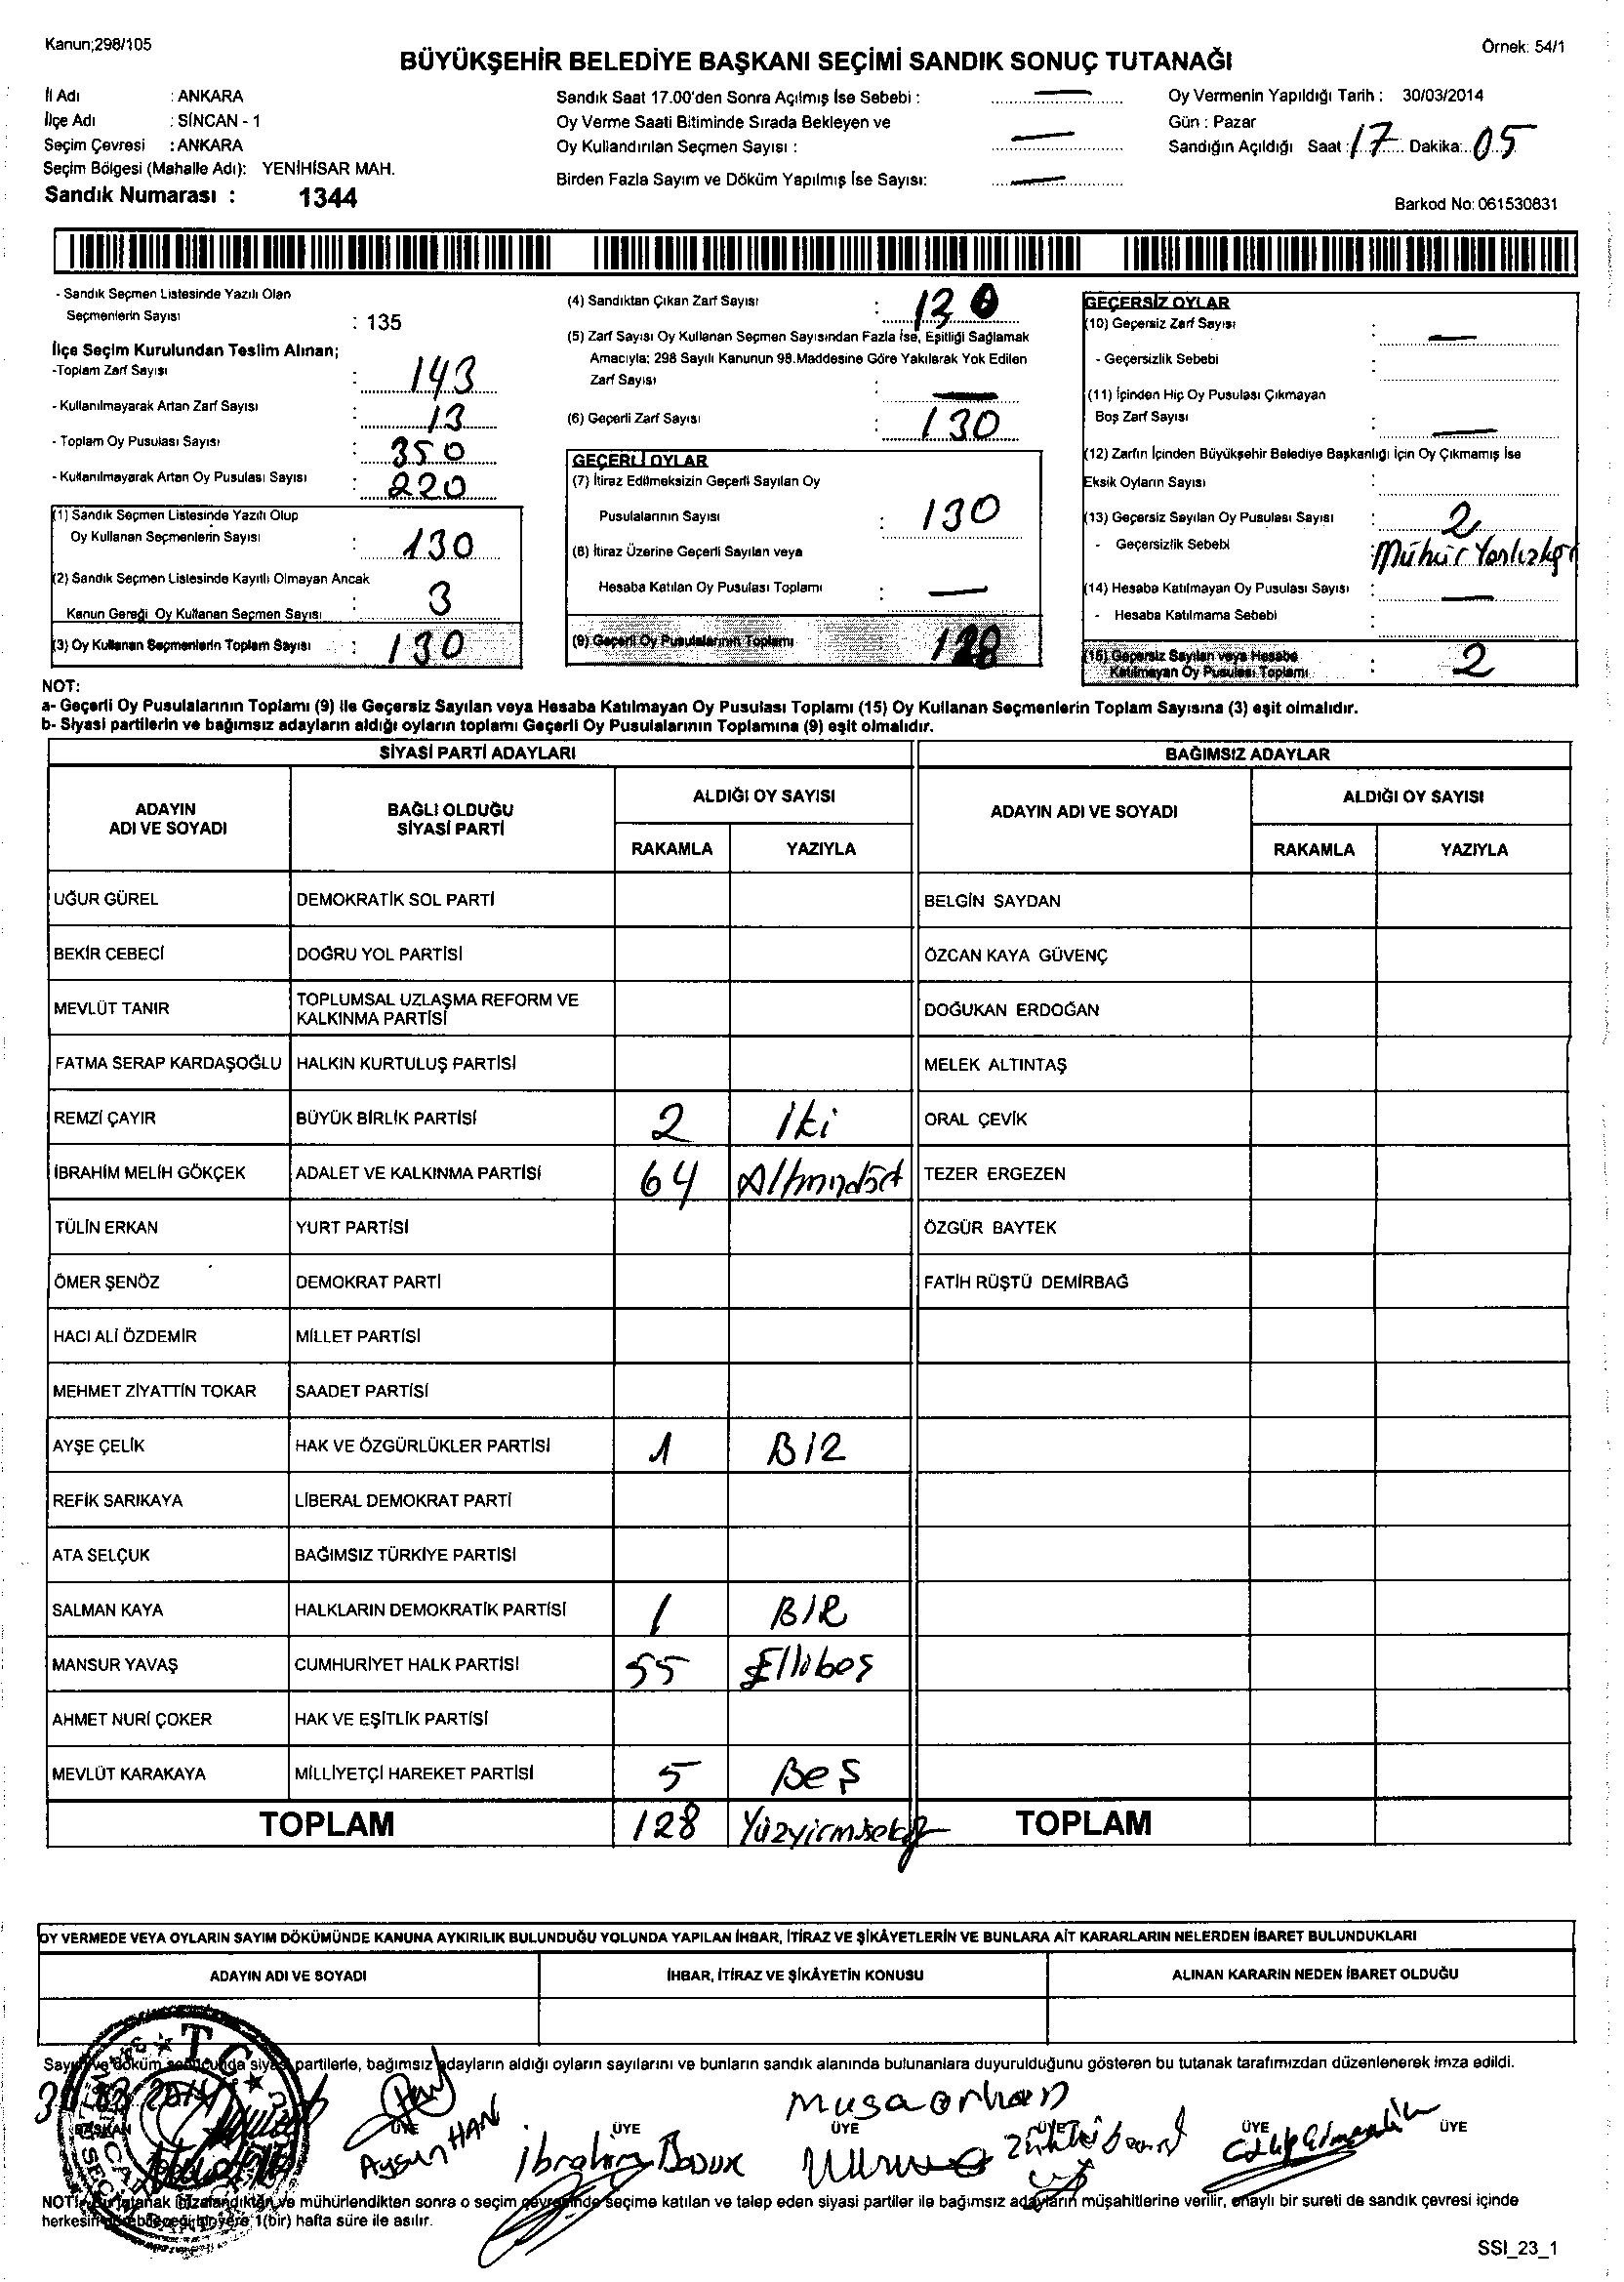 Kanun;298/105
Örnek: 54/1
BÜYÜKŞEHİR BELEDİYE BAŞKANI SEÇİMİ SANDIK SONUÇ TUTANAĞI
İl Adı : ANKARA
İlçe Adı : SİNCAN - 1
Seçim Çevresi : ANKARA
Seçim Bölgesi (Mahalle Adı): YENİHİSAR MAH.
Sandık Numarası : 1344
Sandık Saat 17.00'den Sonra Açılmış İse Sebebi : —
Oy Verme Saati Bitiminde Sırada Bekleyen ve
Oy Kullandırılan Seçmen Sayısı : —
Birden Fazla Sayım ve Döküm Yapılmış İse Sayısı: —
Oy Vermenin Yapıldığı Tarih : 30/03/2014
Gün : Pazar
Sandığın Açıldığı Saat : 17 Dakika: 05
Barkod No: 061530831
- Sandık Seçmen Listesinde Yazılı Olan
Seçmenlerin Sayısı : 135
İlçe Seçim Kurulundan Teslim Alınan;
-Toplam Zarf Sayısı : 143
- Kullanılmayarak Artan Zarf Sayısı : 13
- Toplam Oy Pusulası Sayısı : 350
- Kullanılmayarak Artan Oy Pusulası Sayısı : 220
(1) Sandık Seçmen Listesinde Yazılı Olup
Oy Kullanan Seçmenlerin Sayısı : 130
(2) Sandık Seçmen Listesinde Kayıtlı Olmayan Ancak
Kanun Gereği Oy Kullanan Seçmen Sayısı : 3
(3) Oy Kullanan Seçmenlerin Toplam Sayısı : 130
(4) Sandıktan Çıkan Zarf Sayısı : 130
(5) Zarf Sayısı Oy Kullanan Seçmen Sayısından Fazla İse, Eşitliği Sağlamak
Amacıyla; 298 Sayılı Kanunun 98.Maddesine Göre Yakılarak Yok Edilen
Zarf Sayısı : —
(6) Geçerli Zarf Sayısı : 130
GEÇERLİ OYLAR
(7) İtiraz Edilmeksizin Geçerli Sayılan Oy
Pusulalarının Sayısı : 130
(8) İtiraz Üzerine Geçerli Sayılan veya
Hesaba Katılan Oy Pusulası Toplamı : —
(9) Geçerli Oy Pusulalarının Toplamı 128
GEÇERSİZ OYLAR
(10) Geçersiz Zarf Sayısı : —
- Geçersizlik Sebebi :
(11) İçinden Hiç Oy Pusulası Çıkmayan
Boş Zarf Sayısı : —
(12) Zarfın İçinden Büyükşehir Belediye Başkanlığı İçin Oy Çıkmamış İse
Eksik Oyların Sayısı :
(13) Geçersiz Sayılan Oy Pusulası Sayısı : 2
- Geçersizlik Sebebi : Mühür
(14) Hesaba Katılmayan Oy Pusulası Sayısı : —
- Hesaba Katılmama Sebebi :
(15) Geçersiz Sayılan veya Hesaba
Katılmayan Oy Pusulası Toplamı : 2
NOT:
a- Geçerli Oy Pusulalarının Toplamı (9) ile Geçersiz Sayılan veya Hesaba Katılmayan Oy Pusulası Toplamı (15) Oy Kullanan Seçmenlerin Toplam Sayısına (3) eşit olmalıdır.
b- Siyasi partilerin ve bağımsız adayların aldığı oyların toplamı Geçerli Oy Pusulalarının Toplamına (9) eşit olmalıdır.
SİYASİ PARTİ ADAYLARI BAĞIMSIZ ADAYLAR
ADAYIN ADI VE SOYADI BAĞLI OLDUĞU SİYASİ PARTİ ALDIĞI OY SAYISI ADAYIN ADI VE SOYADI ALDIĞI OY SAYISI
RAKAMLA YAZIYLA RAKAMLA YAZIYLA
UĞUR GÜREL DEMOKRATİK SOL PARTİ BELGİN SAYDAN
BEKİR CEBECİ DOĞRU YOL PARTİSİ ÖZCAN KAYA GÜVENÇ
MEVLÜT TANIR TOPLUMSAL UZLAŞMA REFORM VE KALKINMA PARTİSİ DOĞUKAN ERDOĞAN
FATMA SERAP KARDAŞOĞLU HALKIN KURTULUŞ PARTİSİ MELEK ALTINTAŞ
REMZİ ÇAYIR BÜYÜK BİRLİK PARTİSİ 2 iki ORAL ÇEVİK
İBRAHİM MELİH GÖKÇEK ADALET VE KALKINMA PARTİSİ 64 Altmışdört TEZER ERGEZEN
TÜLİN ERKAN YURT PARTİSİ ÖZGÜR BAYTEK
ÖMER ŞENÖZ DEMOKRAT PARTİ FATİH RÜŞTÜ DEMİRBAĞ
HACI ALİ ÖZDEMİR MİLLET PARTİSİ
MEHMET ZİYATTİN TOKAR SAADET PARTİSİ
AYŞE ÇELİK HAK VE ÖZGÜRLÜKLER PARTİSİ 1 BİR
REFİK SARIKAYA LİBERAL DEMOKRAT PARTİ
ATA SELÇUK BAĞIMSIZ TÜRKİYE PARTİSİ
SALMAN KAYA HALKLARIN DEMOKRATİK PARTİSİ 1 BİR
MANSUR YAVAŞ CUMHURİYET HALK PARTİSİ 55 Ellibeş
AHMET NURİ ÇOKER HAK VE EŞİTLİK PARTİSİ
MEVLÜT KARAKAYA MİLLİYETÇİ HAREKET PARTİSİ 5 Beş
TOPLAM 128 Yüzyirmisekiz TOPLAM
OY VERMEDE VEYA OYLARIN SAYIM DÖKÜMÜNDE KANUNA AYKIRILIK BULUNDUĞU YOLUNDA YAPILAN İHBAR, İTİRAZ VE ŞİKÂYETLERİN VE BUNLARA AİT KARARLARIN NELERDEN İBARET BULUNDUKLARI
ADAYIN ADI VE SOYADI İHBAR, İTİRAZ VE ŞİKÂYETİN KONUSU ALINAN KARARIN NEDEN İBARET OLDUĞU
Sayım ve döküm sonucunda siyasi partilerle, bağımsız adayların aldığı oyların sayılarını ve bunların sandık alanında bulunanlara duyurulduğunu gösteren bu tutanak tarafımızdan düzenlenerek imza edildi.
T.C.
BAŞKAN ÜYE ÜYE ÜYE ÜYE ÜYE ÜYE
Musa orhan
Aysun HAN
ibrahim
NOT: Bu tutanak imzalandıktan ve mühürlendikten sonra o seçim çevresinde seçime katılan ve talep eden siyasi partiler ile bağımsız adayların müşahitlerine verilir, onaylı bir sureti de sandık çevresi içinde
herkesin görebileceği bir yere 1(bir) hafta süre ile asılır.
SSI_23_1